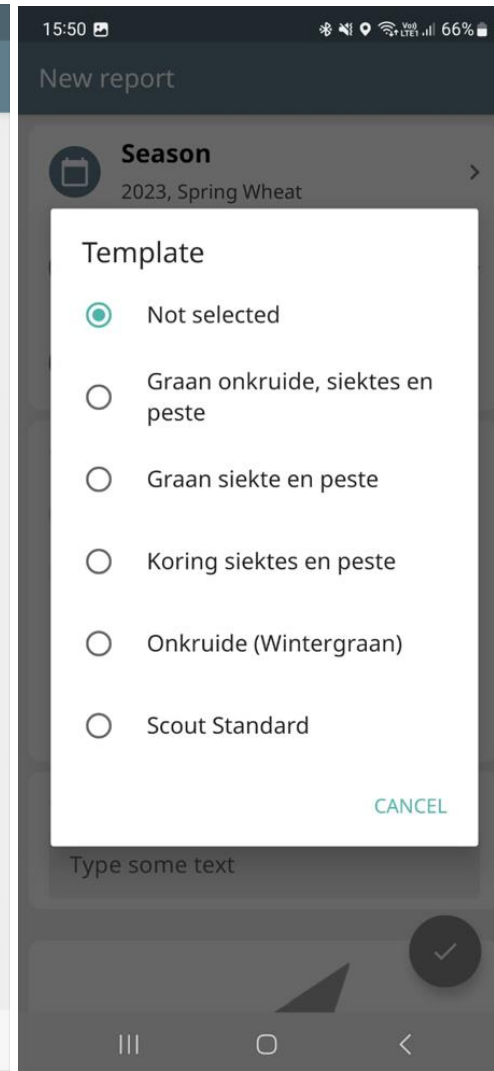 15:50
66%
New report
Season
2023, Spring Wheat
Template
Not selected
Graan onkruide, siektes en
peste
Graan siekte en peste
Koring siektes en peste
Onkruide (Wintergraan)
Scout Standard
CANCEL
Type some text